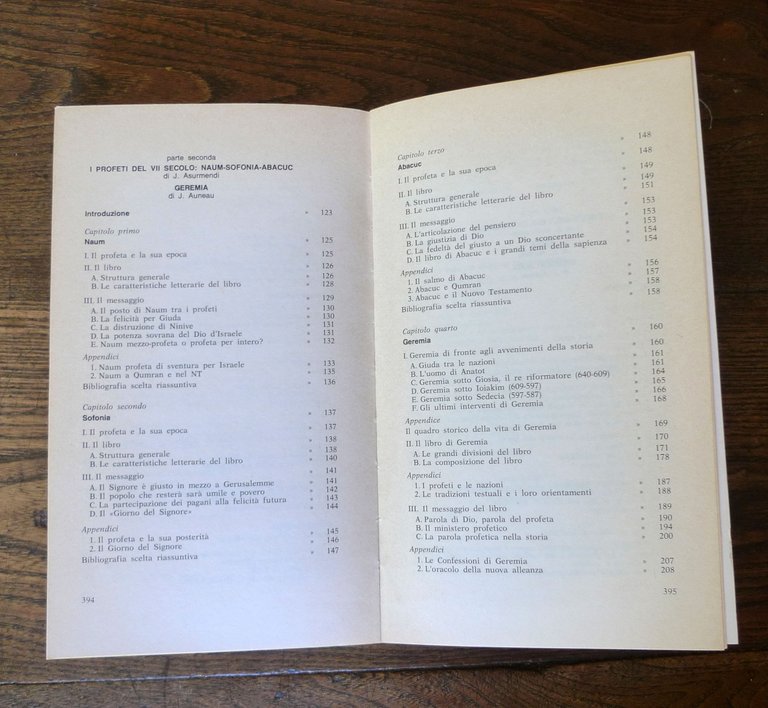 parte seconda
I PROFETI DEL VII SECOLO: NAUM-SOFONIA-ABACUC
di J. Asurmendi
GEREMIA
di J. Auneau
Introduzione » 123
Capitolo primo
Naum » 125
I. Il profeta e la sua epoca » 125
II. Il libro » 126
A. Struttura generale » 126
B. Le caratteristiche letterarie del libro » 128
III. Il messaggio » 129
A. Il posto di Naum tra i profeti » 130
B. La felicità per Giuda » 130
C. La distruzione di Ninive » 131
D. La potenza sovrana del Dio d'Israele » 131
E. Naum mezzo-profeta o profeta per intero? » 132
Appendici
1. Naum profeta di sventura per Israele » 133
2. Naum a Qumran e nel NT » 135
Bibliografia scelta riassuntiva » 136
Capitolo secondo
Sofonia » 137
I. Il profeta e la sua epoca » 137
II. Il libro » 138
A. Struttura generale » 138
B. Le caratteristiche letterarie del libro » 140
III. Il messaggio » 141
A. Il Signore è giusto in mezzo a Gerusalemme » 141
B. Il popolo che resterà sarà umile e povero » 142
C. La partecipazione dei pagani alla felicità futura » 143
D. Il «Giorno del Signore» » 144
Appendici
1. Il profeta e la sua posterità » 145
2. Il Giorno del Signore » 146
Bibliografia scelta riassuntiva » 147
394
Capitolo terzo » 148
Abacuc » 148
I. Il profeta e la sua epoca » 149
II. Il libro » 149
A. Struttura generale » 151
B. Le caratteristiche letterarie del libro
III. Il messaggio » 153
A. L'articolazione del pensiero » 153
B. La giustizia di Dio » 153
C. La fedeltà del giusto a un Dio sconcertante » 154
D. Il libro di Abacuc e i grandi temi della sapienza » 154
Appendici
1. Il salmo di Abacuc » 156
2. Abacuc e Qumran » 157
3. Abacuc e il Nuovo Testamento » 158
Bibliografia scelta riassuntiva » 158
Capitolo quarto
Geremia » 160
I. Geremia di fronte agli avvenimenti della storia » 160
A. Giuda tra le nazioni » 161
B. L'uomo di Anatot » 161
C. Geremia sotto Giosia, il re riformatore (640-609) » 164
D. Geremia sotto Ioiakim (609-597) » 165
E. Geremia sotto Sedecia (597-587) » 166
F. Gli ultimi interventi di Geremia » 168
Appendice
Il quadro storico della vita di Geremia » 169
II. Il libro di Geremia » 170
A. Le grandi divisioni del libro » 171
B. La composizione del libro » 178
Appendici
1. I profeti e le nazioni » 187
2. Le tradizioni testuali e i loro orientamenti » 188
III. Il messaggio del libro » 189
A. Parola di Dio, parola del profeta » 190
B. Il ministero profetico » 194
C. La parola profetica nella storia » 200
Appendici
1. Le Confessioni di Geremia » 207
2. L'oracolo della nuova alleanza » 208
395